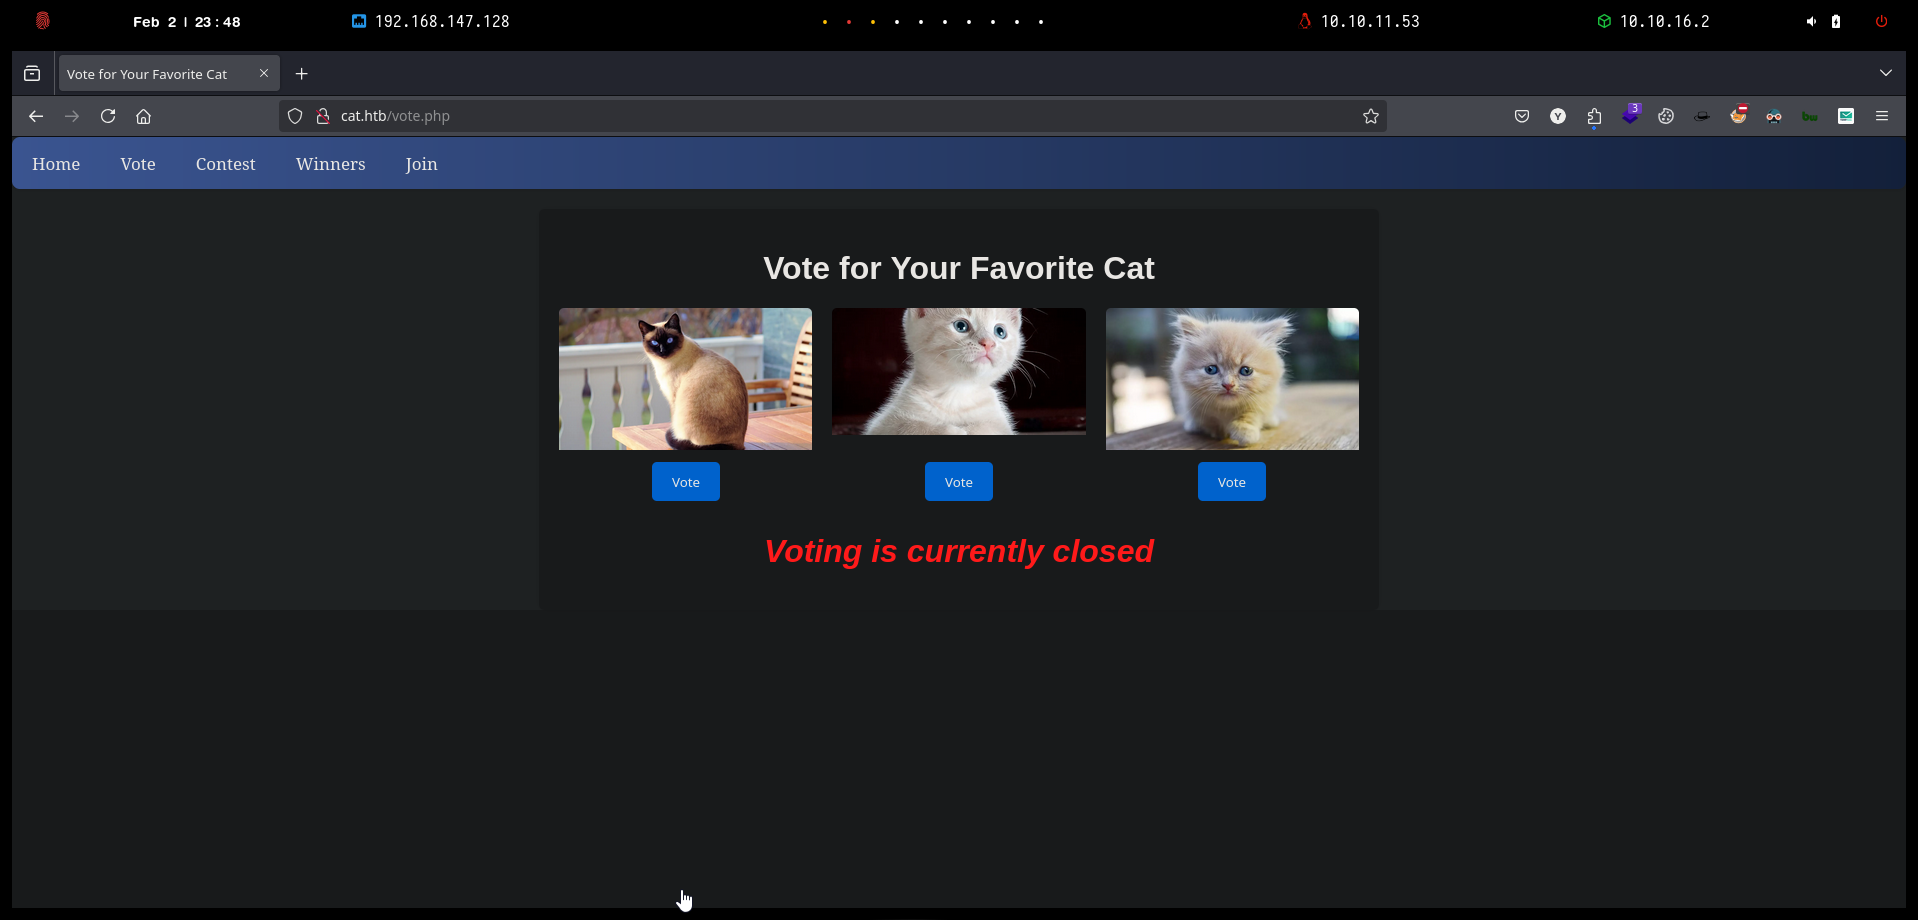 Feb 2 | 23:48 192.168.147.128 10.10.11.53 10.10.16.2
Vote for Your Favorite Cat
cat.htb/vote.php Y 3 bw
Home Vote Contest Winners Join
Vote for Your Favorite Cat
Vote Vote Vote
Voting is currently closed